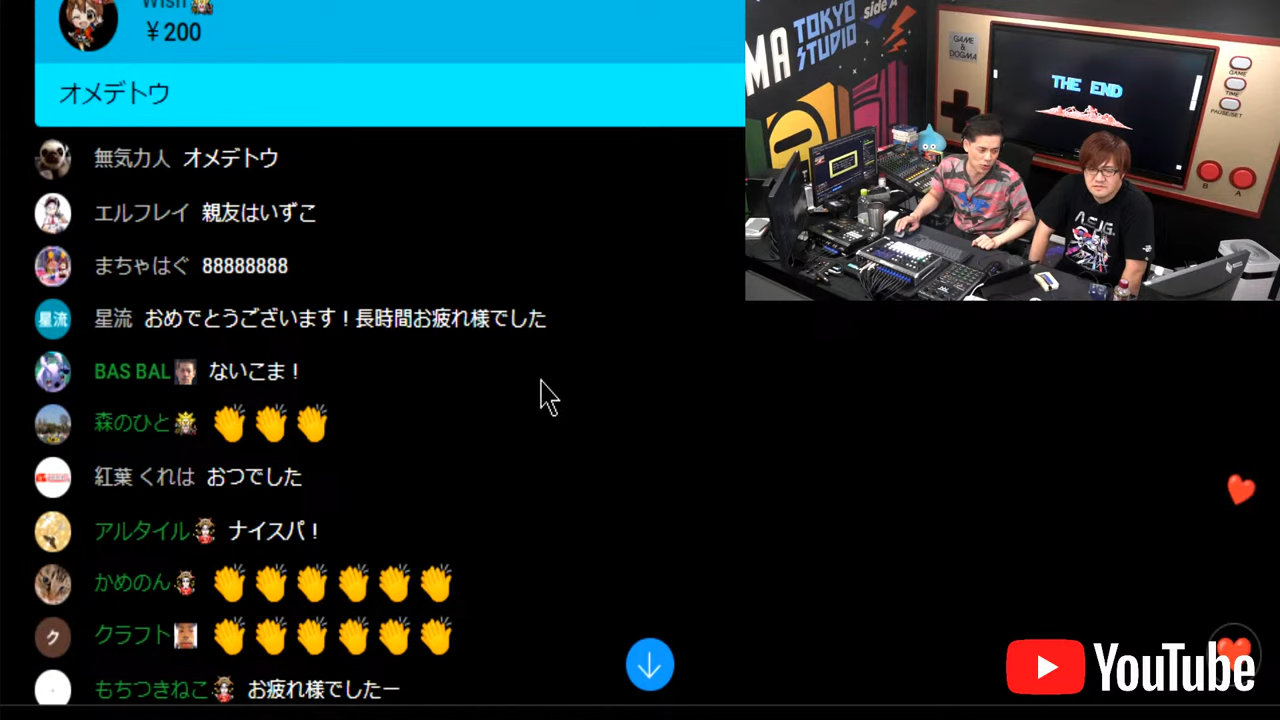 Wish
¥200
オメデトウ
無気力人 オメデトウ
エルフレイ 親友はいずこ
まちゃはぐ 88888888
星流 星流 おめでとうございます！長時間お疲れ様でした
BAS BAL ないこま！
森のひと 👏👏👏
紅葉 くれは おつでした
アルタイル ナイスパ！
かめのん 👏👏👏👏👏👏
ク クラフト 👏👏👏👏👏👏
もちつきねこ お疲れ様でしたー
MA TOKYO STUDIO
side A
GAME & DOGMA
THE END
GAME
TIME
PAUSE/SET
B A
YouTube